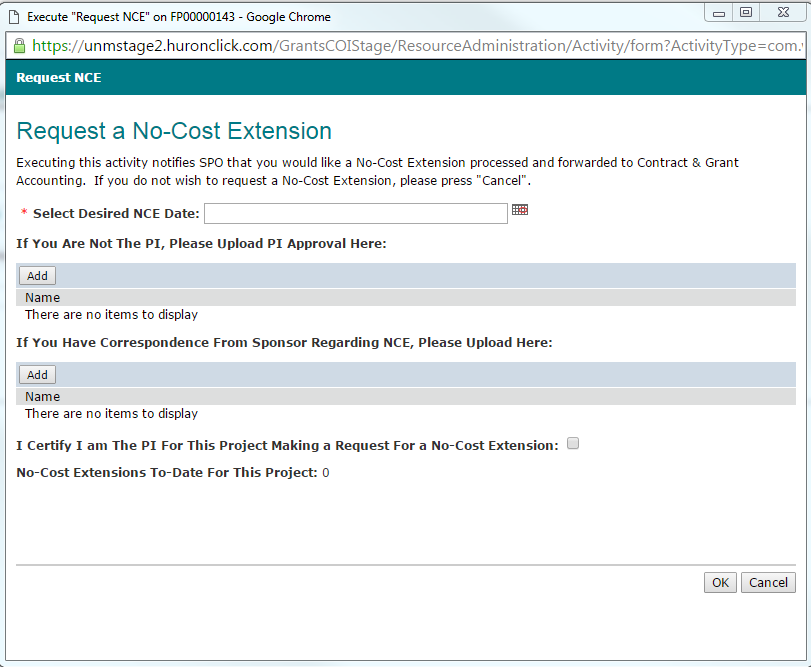 Execute "Request NCE" on FP00000143 - Google Chrome
https://unmstage2.huronclick.com/GrantsCOIStage/ResourceAdministration/Activity/form?ActivityType=com.
Request NCE
Request a No-Cost Extension
Executing this activity notifies SPO that you would like a No-Cost Extension processed and forwarded to Contract & Grant
Accounting. If you do not wish to request a No-Cost Extension, please press "Cancel".
* Select Desired NCE Date:
If You Are Not The PI, Please Upload PI Approval Here:
Add
Name
There are no items to display
If You Have Correspondence From Sponsor Regarding NCE, Please Upload Here:
Add
Name
There are no items to display
I Certify I am The PI For This Project Making a Request For a No-Cost Extension:
No-Cost Extensions To-Date For This Project: 0
OK Cancel